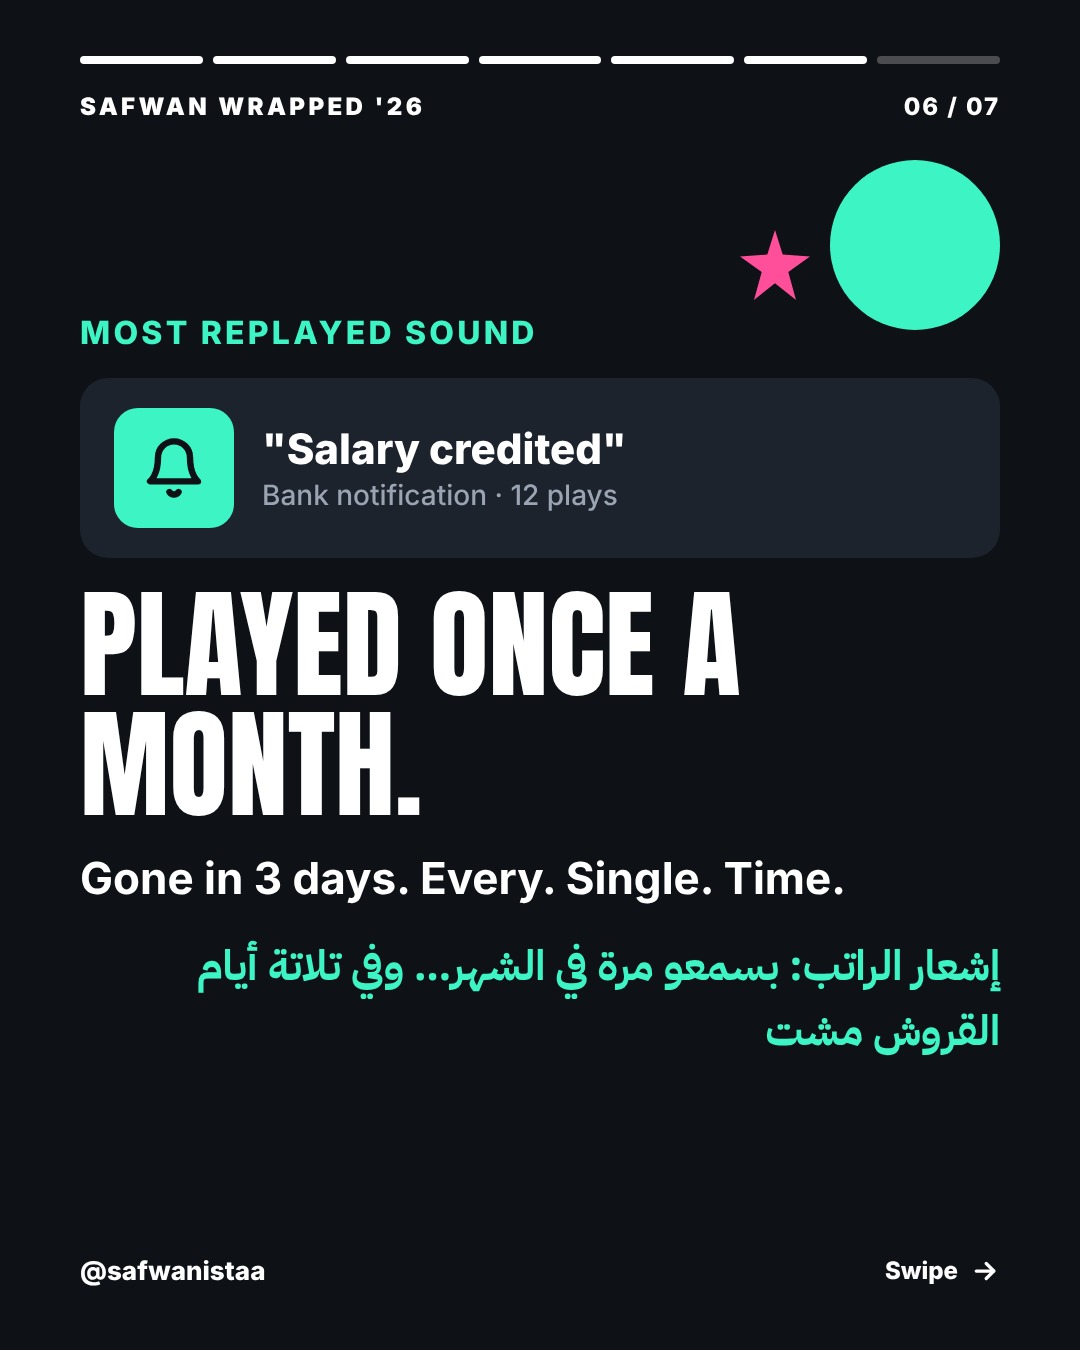 SAFWAN WRAPPED '26
06 / 07
MOST REPLAYED SOUND
"Salary credited"
Bank notification · 12 plays
PLAYED ONCE A
MONTH.
Gone in 3 days. Every. Single. Time.
إشعار الراتب: بسمعو مرة في الشهر... وفي تلاتة أيام
القروش مشت
@safwanistaa
Swipe →